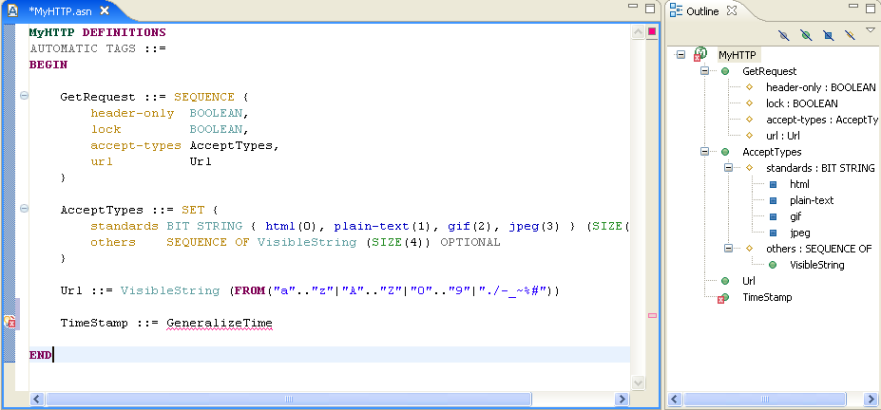 *MyHTTP.asn
MyHTTP DEFINITIONS
AUTOMATIC TAGS ::=
BEGIN
GetRequest ::= SEQUENCE {
header-only BOOLEAN,
lock BOOLEAN,
accept-types AcceptTypes,
url Url
}
AcceptTypes ::= SET {
standards BIT STRING { html(0), plain-text(1), gif(2), jpeg(3) } (SIZE(
others SEQUENCE OF VisibleString (SIZE(4)) OPTIONAL
}
Url ::= VisibleString (FROM("a".."z"|"A".."Z"|"0".."9"|"./-_~%#"))
TimeStamp ::= GeneralizeTime
END
Outline
MyHTTP
GetRequest
header-only : BOOLEAN
lock : BOOLEAN
accept-types : AcceptTy
url : Url
AcceptTypes
standards : BIT STRING
html
plain-text
gif
jpeg
others : SEQUENCE OF
VisibleString
Url
TimeStamp